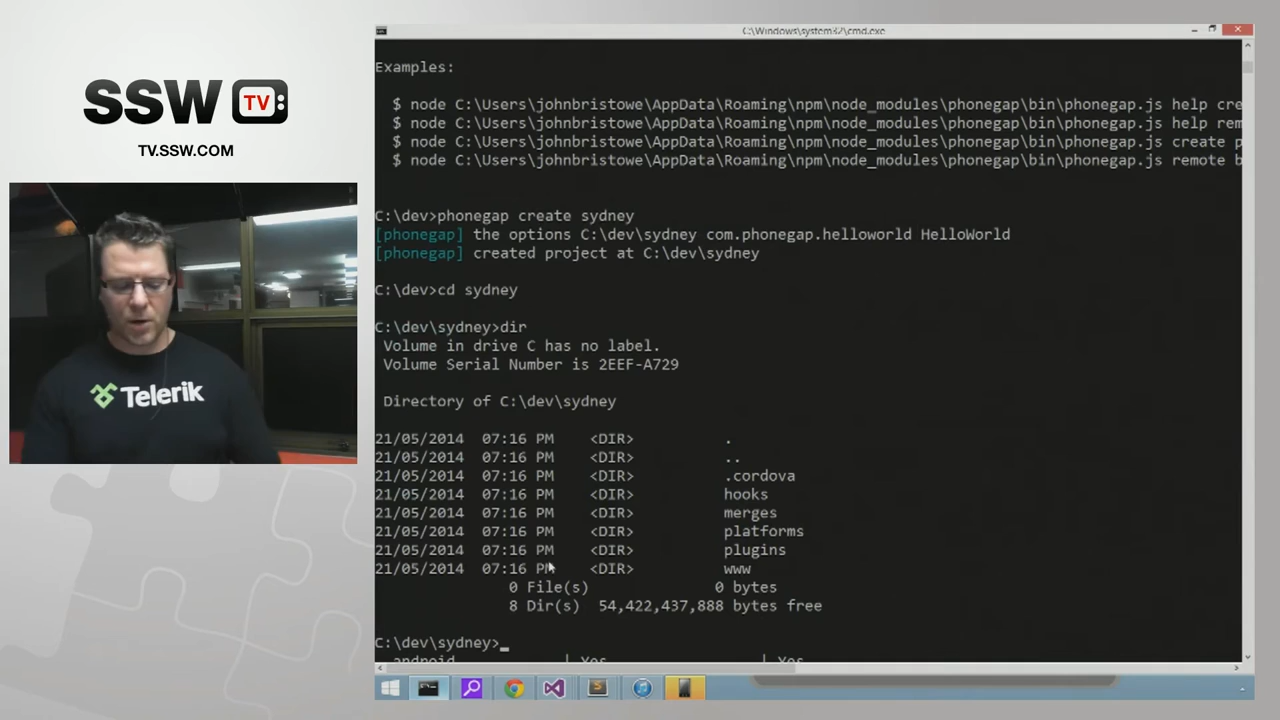 SSW TV:
TV.SSW.COM
Telerik
C:\Windows\system32\cmd.exe
Examples:
$ node C:\Users\johnbristowe\AppData\Roaming\npm\node_modules\phonegap\bin\phonegap.js help cre
$ node C:\Users\johnbristowe\AppData\Roaming\npm\node_modules\phonegap\bin\phonegap.js help rem
$ node C:\Users\johnbristowe\AppData\Roaming\npm\node_modules\phonegap\bin\phonegap.js create p
$ node C:\Users\johnbristowe\AppData\Roaming\npm\node_modules\phonegap\bin\phonegap.js remote b
C:\dev>phonegap create sydney
[phonegap] the options C:\dev\sydney com.phonegap.helloworld HelloWorld
[phonegap] created project at C:\dev\sydney
C:\dev>cd sydney
C:\dev\sydney>dir
Volume in drive C has no label.
Volume Serial Number is 2EEF-A729
Directory of C:\dev\sydney
21/05/2014 07:16 PM <DIR> .
21/05/2014 07:16 PM <DIR> ..
21/05/2014 07:16 PM <DIR> .cordova
21/05/2014 07:16 PM <DIR> hooks
21/05/2014 07:16 PM <DIR> merges
21/05/2014 07:16 PM <DIR> platforms
21/05/2014 07:16 PM <DIR> plugins
21/05/2014 07:16 PM <DIR> www
0 File(s) 0 bytes
8 Dir(s) 54,422,437,888 bytes free
C:\dev\sydney>_
android | Yes | Yes